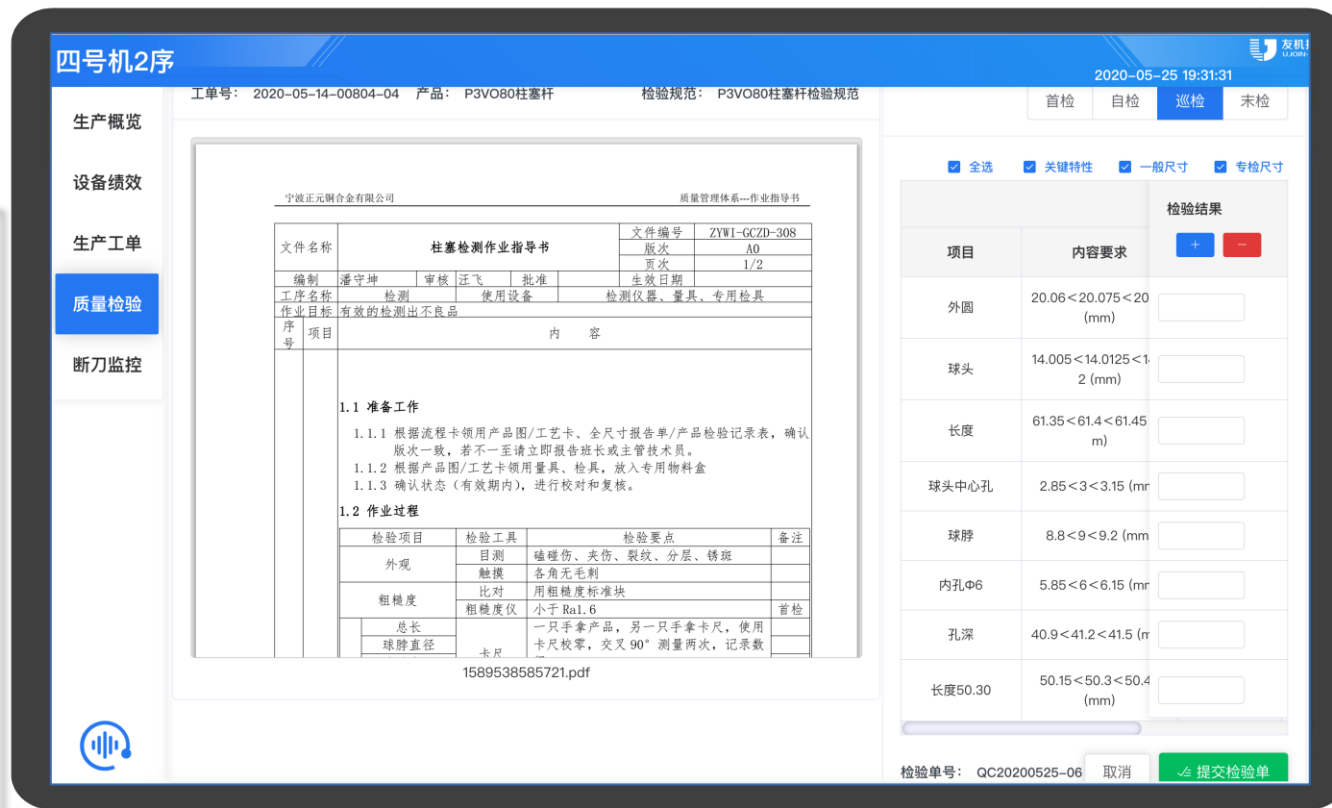 四号机2序
友机
UJOIN
2020-05-25 19:31:31
生产概览
设备绩效
生产工单
质量检验
断刀监控
工单号： 2020-05-14-00804-04 产品： P3VO80柱塞杆 检验规范： P3VO80柱塞杆检验规范
宁波正元铜合金有限公司 质量管理体系---作业指导书
文件名称 柱塞检测作业指导书 文件编号 ZYWI-GCZD-308
版次 A0
页次 1/2
编制 潘守坤 审核 汪飞 批准 生效日期
工序名称 检测 使用设备 检测仪器、量具、专用检具
作业目标 有效的检测出不良品
序号 项目 内 容
1.1 准备工作
1.1.1 根据流程卡领用产品图/工艺卡、全尺寸报告单/产品检验记录表，确认
版次一致，若不一至请立即报告班长或主管技术员。
1.1.2 根据产品图/工艺卡领用量具、检具，放入专用物料盒
1.1.3 确认状态（有效期内），进行校对和复核。
1.2 作业过程
检验项目 检验工具 检验要点 备注
外观 目测 磕碰伤、夹伤、裂纹、分层、锈斑
触摸 各角无毛刺
粗糙度 比对 用粗糙度标准块
粗糙度仪 小于 Ra1.6 首检
总长 卡尺 一只手拿产品，另一只手拿卡尺，使用
球脖直径 卡尺校零，交叉 90° 测量两次，记录数
1589538585721.pdf
首检 自检 巡检 末检
全选 关键特性 一般尺寸 专检尺寸
项目 内容要求 检验结果
+ −
外圆 20.06<20.075<20
(mm)
球头 14.005<14.0125<1
2 (mm)
长度 61.35<61.4<61.45
m)
球头中心孔 2.85<3<3.15 (mm
球脖 8.8<9<9.2 (mm
内孔Φ6 5.85<6<6.15 (mm
孔深 40.9<41.2<41.5 (m
长度50.30 50.15<50.3<50.4
(mm)
检验单号： QC20200525-06 取消 提交检验单